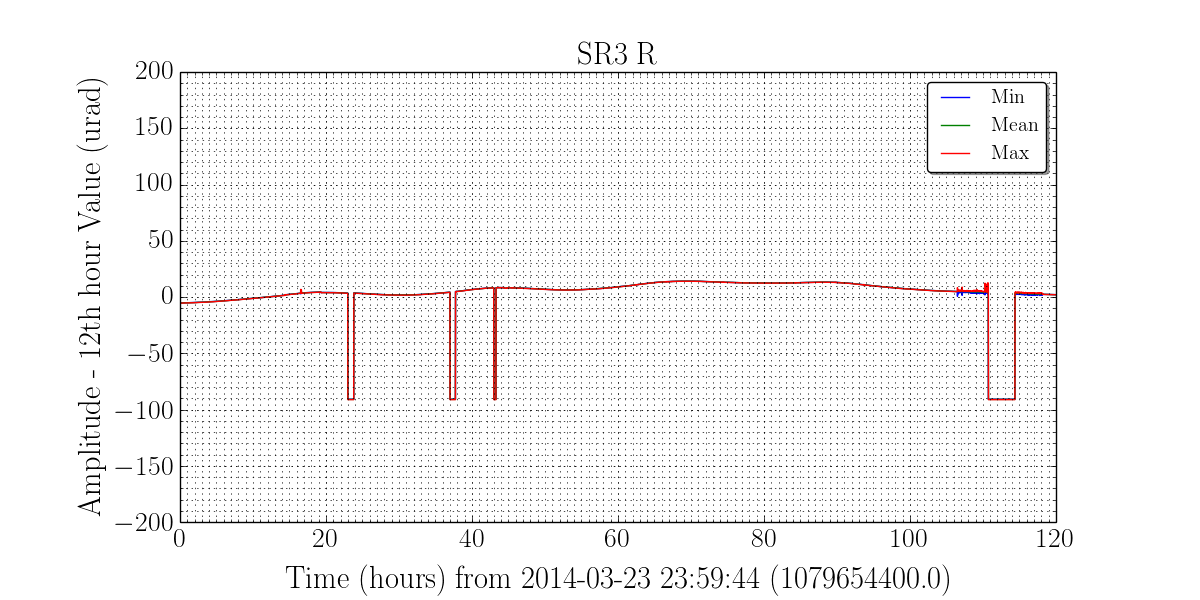 SR3 R
Amplitude - 12th hour Value (urad)
200
150
100
50
0
−50
−100
−150
−200
Min
Mean
Max
0 20 40 60 80 100 120
Time (hours) from 2014-03-23 23:59:44 (1079654400.0)